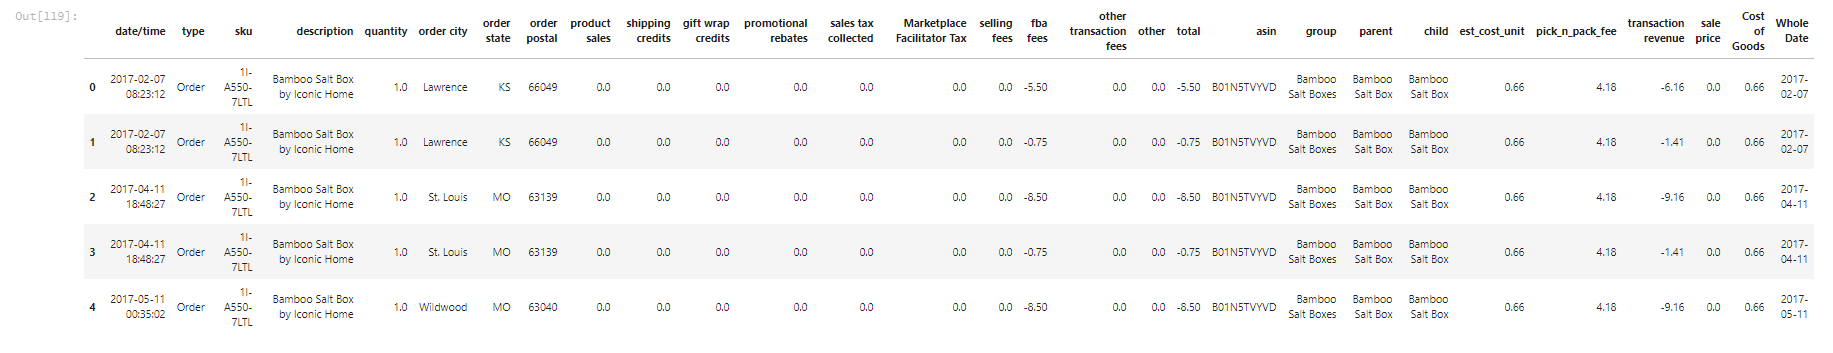 Out[119]:
date/time type sku description quantity order city order state order postal product sales shipping credits gift wrap credits promotional rebates sales tax collected Marketplace Facilitator Tax selling fees fba fees other transaction fees other total asin group parent child est_cost_unit pick_n_pack_fee transaction revenue sale price Cost of Goods Whole Date
0 2017-02-07 08:23:12 Order 1I-A550-7LTL Bamboo Salt Box by Iconic Home 1.0 Lawrence KS 66049 0.0 0.0 0.0 0.0 0.0 0.0 0.0 -5.50 0.0 0.0 -5.50 B01N5TVYVD Bamboo Salt Boxes Bamboo Salt Box Bamboo Salt Box 0.66 4.18 -6.16 0.0 0.66 2017-02-07
1 2017-02-07 08:23:12 Order 1I-A550-7LTL Bamboo Salt Box by Iconic Home 1.0 Lawrence KS 66049 0.0 0.0 0.0 0.0 0.0 0.0 0.0 -0.75 0.0 0.0 -0.75 B01N5TVYVD Bamboo Salt Boxes Bamboo Salt Box Bamboo Salt Box 0.66 4.18 -1.41 0.0 0.66 2017-02-07
2 2017-04-11 18:48:27 Order 1I-A550-7LTL Bamboo Salt Box by Iconic Home 1.0 St. Louis MO 63139 0.0 0.0 0.0 0.0 0.0 0.0 0.0 -8.50 0.0 0.0 -8.50 B01N5TVYVD Bamboo Salt Boxes Bamboo Salt Box Bamboo Salt Box 0.66 4.18 -9.16 0.0 0.66 2017-04-11
3 2017-04-11 18:48:27 Order 1I-A550-7LTL Bamboo Salt Box by Iconic Home 1.0 St. Louis MO 63139 0.0 0.0 0.0 0.0 0.0 0.0 0.0 -0.75 0.0 0.0 -0.75 B01N5TVYVD Bamboo Salt Boxes Bamboo Salt Box Bamboo Salt Box 0.66 4.18 -1.41 0.0 0.66 2017-04-11
4 2017-05-11 00:35:02 Order 1I-A550-7LTL Bamboo Salt Box by Iconic Home 1.0 Wildwood MO 63040 0.0 0.0 0.0 0.0 0.0 0.0 0.0 -8.50 0.0 0.0 -8.50 B01N5TVYVD Bamboo Salt Boxes Bamboo Salt Box Bamboo Salt Box 0.66 4.18 -9.16 0.0 0.66 2017-05-11